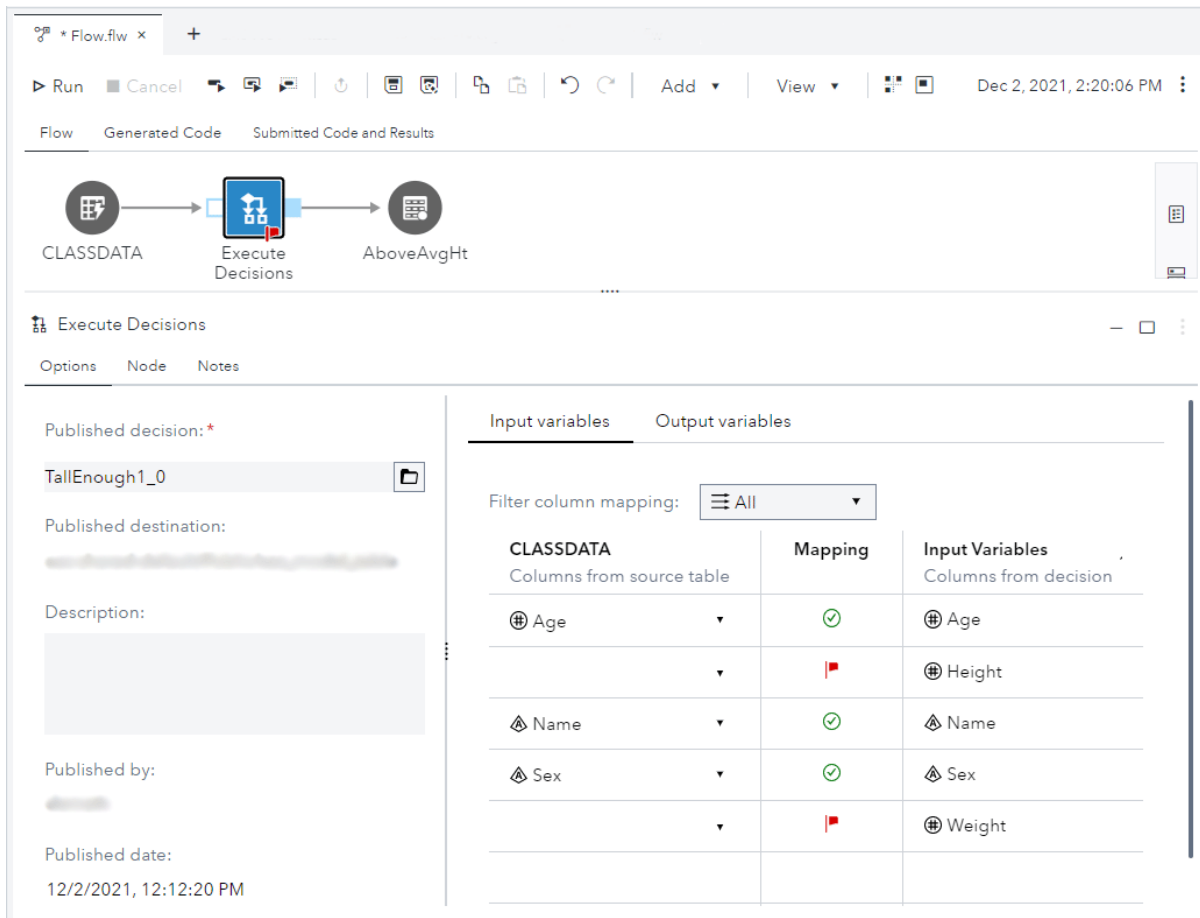 * Flow.flw × +
Run Cancel Add View Dec 2, 2021, 2:20:06 PM
Flow Generated Code Submitted Code and Results
CLASSDATA Execute Decisions AboveAvgHt
Execute Decisions
Options Node Notes
Published decision:*
TallEnough1_0
Published destination:
Description:
Published by:
Published date:
12/2/2021, 12:12:20 PM
Input variables Output variables
Filter column mapping: All
CLASSDATA Mapping Input Variables
Columns from source table Columns from decision
Age Age
Height
Name Name
Sex Sex
Weight